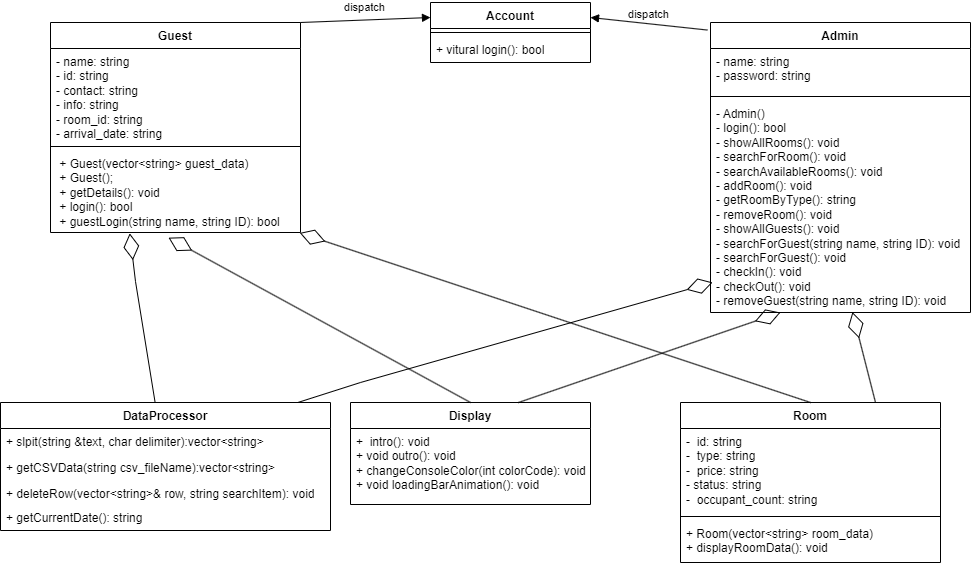 dispatch
Account
+ vitural login(): bool
dispatch
Guest
- name: string
- id: string
- contact: string
- info: string
- room_id: string
- arrival_date: string
+ Guest(vector<string> guest_data)
+ Guest();
+ getDetails(): void
+ login(): bool
+ guestLogin(string name, string ID): bool
Admin
- name: string
- password: string
- Admin()
- login(): bool
- showAllRooms(): void
- searchForRoom(): void
- searchAvailableRooms(): void
- addRoom(): void
- getRoomByType(): string
- removeRoom(): void
- showAllGuests(): void
- searchForGuest(string name, string ID): void
- searchForGuest(): void
- checkIn(): void
- checkOut(): void
- removeGuest(string name, string ID): void
DataProcessor
+ slpit(string &text, char delimiter):vector<string>
+ getCSVData(string csv_fileName):vector<string>
+ deleteRow(vector<string>& row, string searchItem): void
+ getCurrentDate(): string
Display
+ intro(): void
+ void outro(): void
+ changeConsoleColor(int colorCode): void
+ void loadingBarAnimation(): void
Room
- id: string
- type: string
- price: string
- status: string
- occupant_count: string
+ Room(vector<string> room_data)
+ displayRoomData(): void